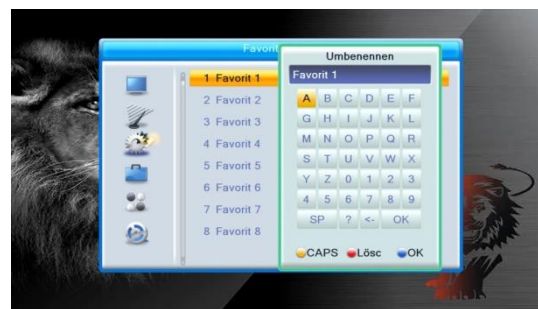 Favorit
Umbenennen
Favorit 1
1 Favorit 1
2 Favorit 2
3 Favorit 3
4 Favorit 4
5 Favorit 5
6 Favorit 6
7 Favorit 7
8 Favorit 8
A B C D E F
G H I J K L
M N O P Q R
S T U V W X
Y Z 0 1 2 3
4 5 6 7 8 9
SP ? <- OK
CAPS Lösc OK